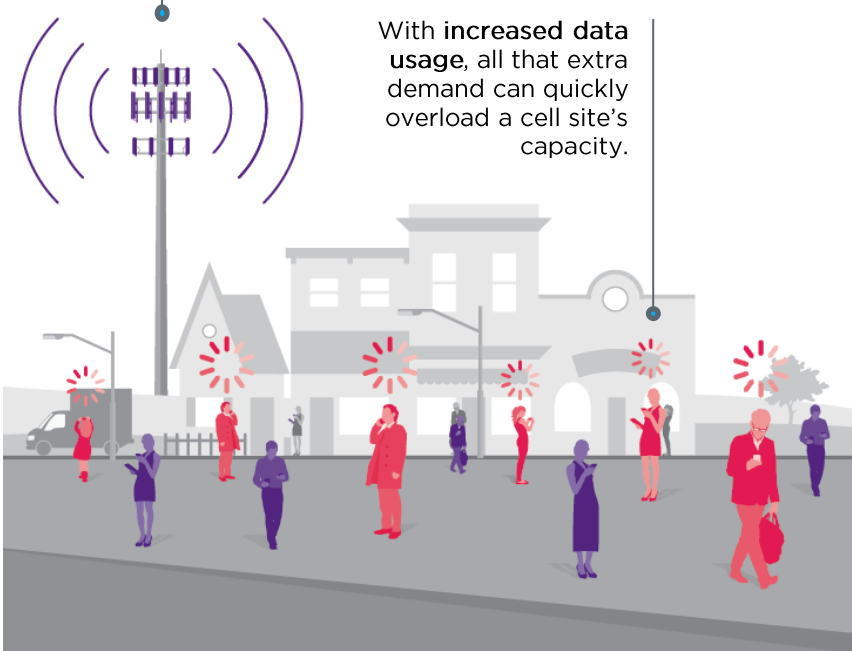 With increased data
usage, all that extra
demand can quickly
overload a cell site’s
capacity.